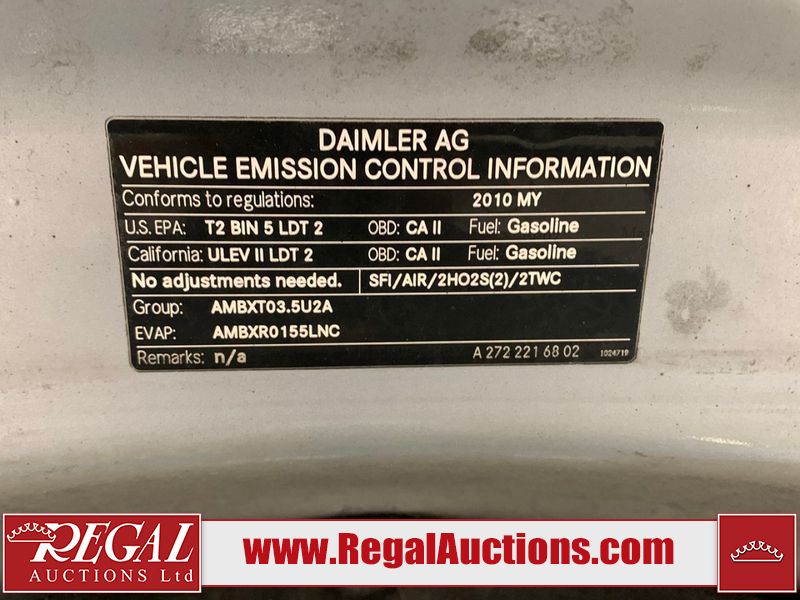 DAIMLER AG
VEHICLE EMISSION CONTROL INFORMATION
Conforms to regulations: 2010 MY
U.S. EPA: T2 BIN 5 LDT 2 OBD: CA II Fuel: Gasoline
California: ULEV II LDT 2 OBD: CA II Fuel: Gasoline
No adjustments needed. SFI/AIR/2HO2S(2)/2TWC
Group: AMBXT03.5U2A
EVAP: AMBXR0155LNC
Remarks: n/a A 272 221 68 02 1024719
REGAL
AUCTIONS Ltd
www.RegalAuctions.com